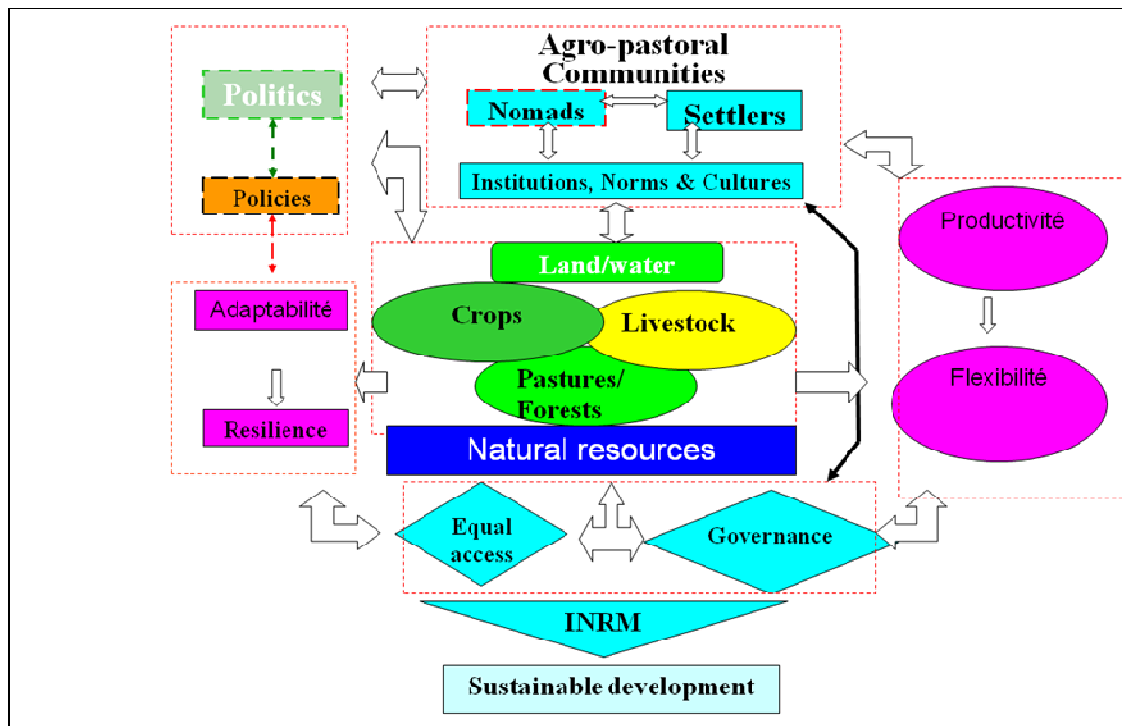 Agro-pastoral
Communities
Politics
Nomads
Settlers
Policies
Institutions, Norms & Cultures
Productivité
Land/water
Adaptabilité
Crops
Livestock
Pastures/
Forests
Flexibilité
Resilience
Natural resources
Equal
access
Governance
INRM
Sustainable development